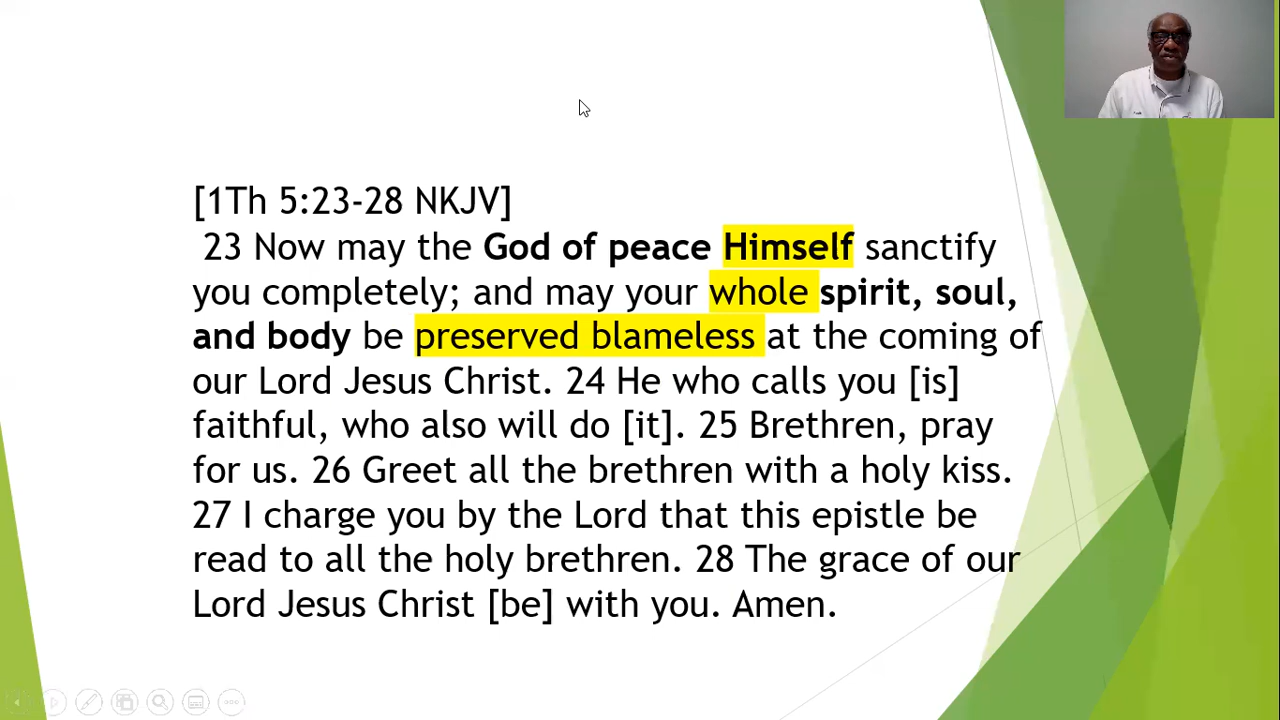 [1Th 5:23-28 NKJV]
23 Now may the God of peace Himself sanctify
you completely; and may your whole spirit, soul,
and body be preserved blameless at the coming of
our Lord Jesus Christ. 24 He who calls you [is]
faithful, who also will do [it]. 25 Brethren, pray
for us. 26 Greet all the brethren with a holy kiss.
27 I charge you by the Lord that this epistle be
read to all the holy brethren. 28 The grace of our
Lord Jesus Christ [be] with you. Amen.